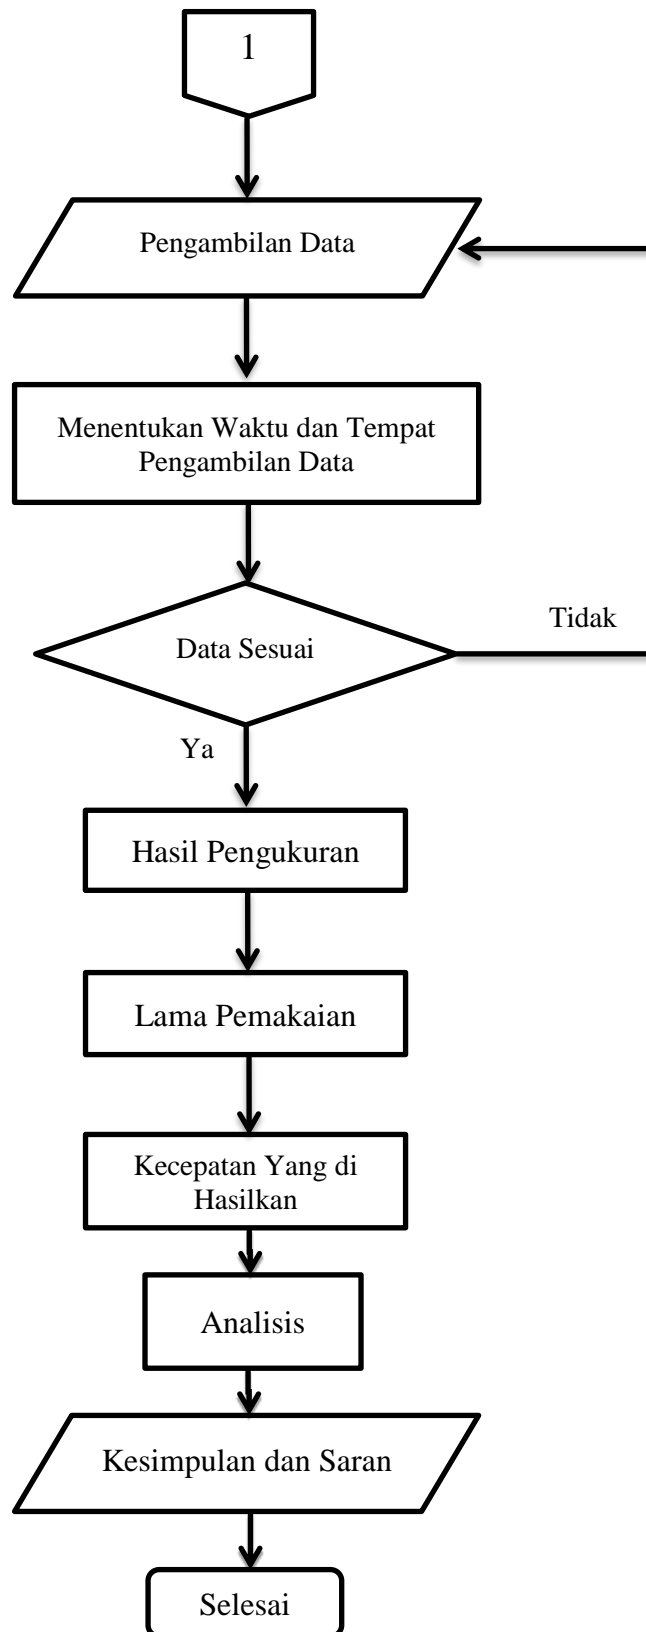 1
Pengambilan Data
Menentukan Waktu dan Tempat
Pengambilan Data
Tidak
Data Sesuai
Ya
Hasil Pengukuran
Lama Pemakaian
Kecepatan Yang di
Hasilkan
Analisis
Kesimpulan dan Saran
Selesai